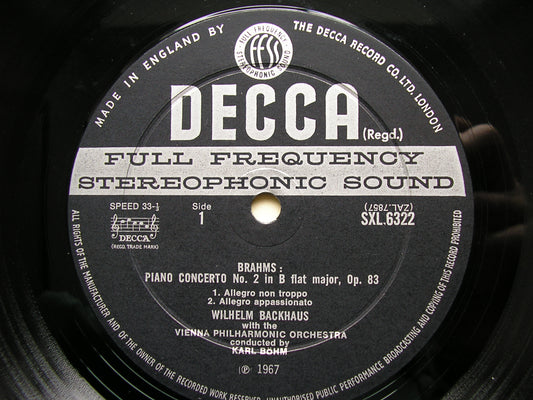 MADE IN ENGLAND BY
THE DECCA RECORD CO. LTD. LONDON
FULL FREQUENCY
ffss
STEREOPHONIC SOUND
DECCA
(Regd.)
FULL FREQUENCY
STEREOPHONIC SOUND
SPEED 33-⅓
DECCA
(REGD. TRADE MARK)
Side
1
(ZAL.7857)
SXL.6322
BRAHMS :
PIANO CONCERTO No. 2 in B flat major, Op. 83
1. Allegro non troppo
2. Allegro appassionato
WILHELM BACKHAUS
with the
VIENNA PHILHARMONIC ORCHESTRA
conducted by
KARL BÖHM
℗ 1967
ALL RIGHTS OF THE MANUFACTURER AND OF THE OWNER OF THE RECORDED WORK RESERVED. UNAUTHORISED PUBLIC PERFORMANCE BROADCASTING AND COPYING OF THIS RECORD PROHIBITED